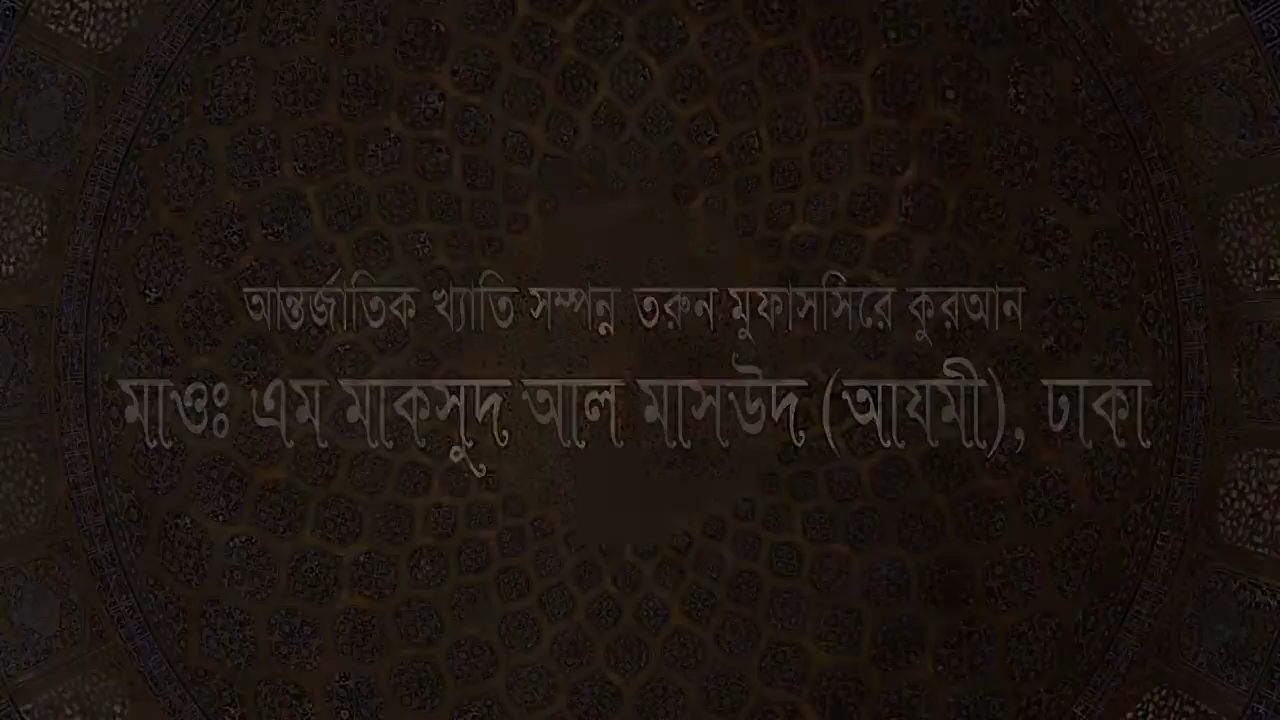 আন্তর্জাতিক খ্যাতি সম্পন্ন তরুন মুফাসসিরে কুরআন
মাওঃ এম মাকসুদ আল মাসউদ (আযমী), ঢাকা